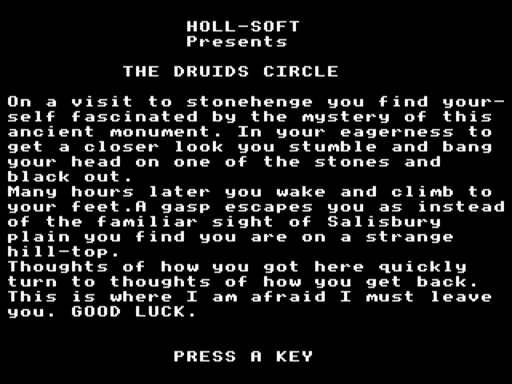 HOLL-SOFT
Presents
THE DRUIDS CIRCLE
On a visit to stonehenge you find your-
self fascinated by the mystery of this
ancient monument. In your eagerness to
get a closer look you stumble and bang
your head on one of the stones and
black out.
Many hours later you wake and climb to
your feet.A gasp escapes you as instead
of the familiar sight of Salisbury
plain you find you are on a strange
hill-top.
Thoughts of how you got here quickly
turn to thoughts of how you get back.
This is where I am afraid I must leave
you. GOOD LUCK.
PRESS A KEY